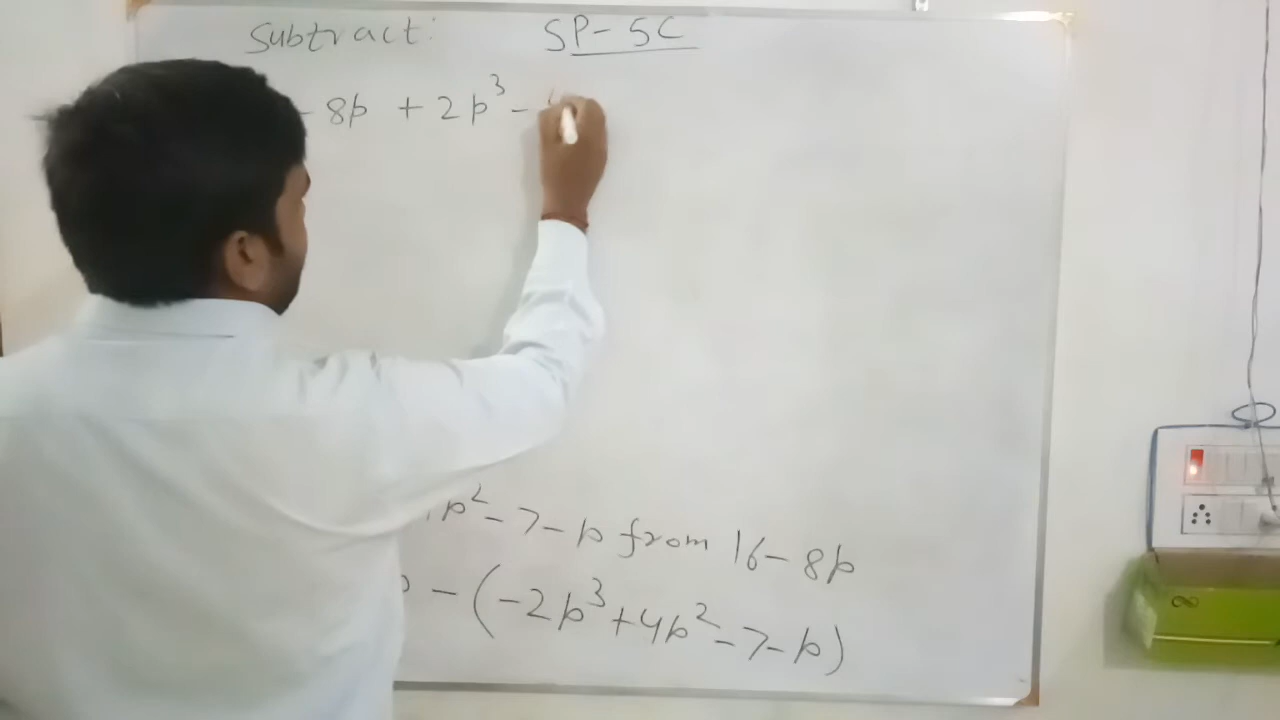 Subtract: SP-5C
- 8p + 2p³ -
p² - 7 - p from 16 - 8p
- (-2p³ + 4p² - 7 - p)